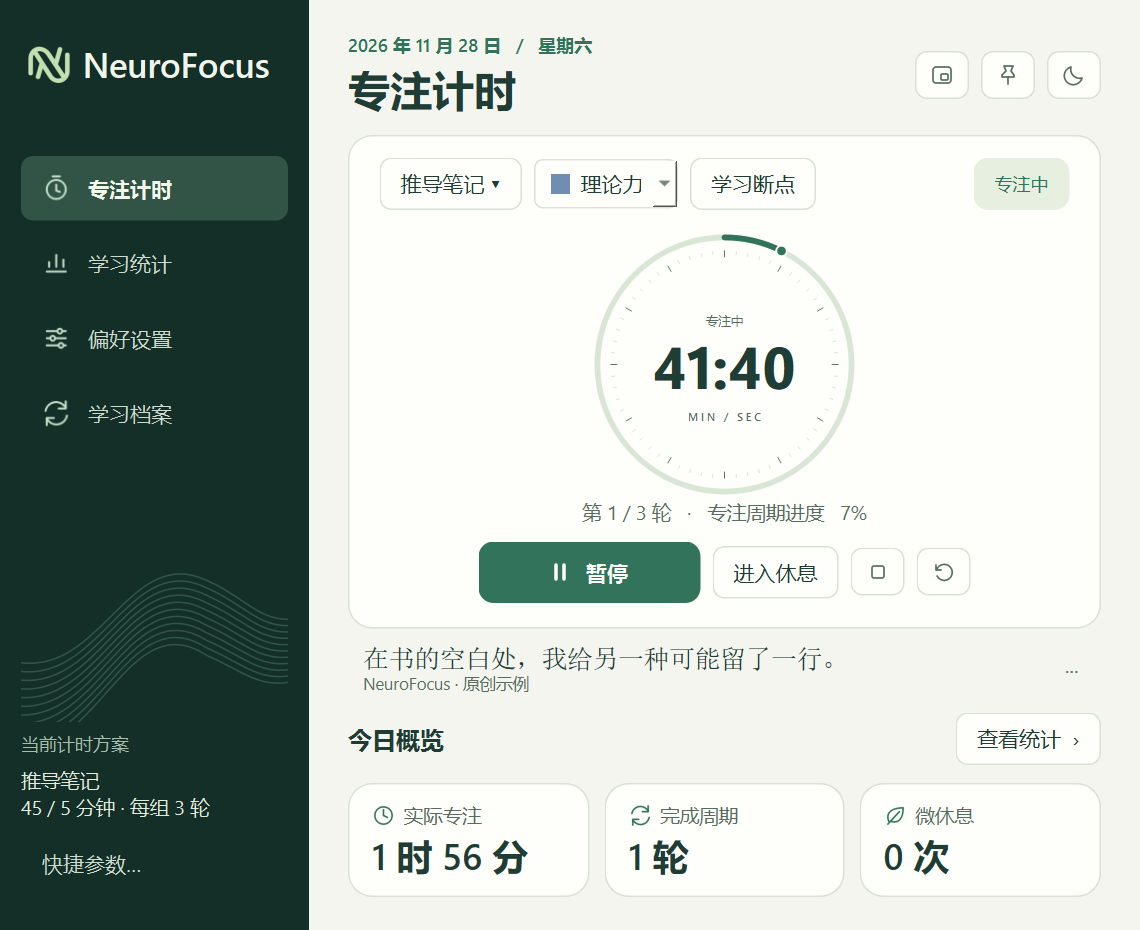 NeuroFocus
专注计时
学习统计
偏好设置
学习档案
当前计时方案
推导笔记
45 / 5 分钟 · 每组 3 轮
快捷参数...
2026 年 11 月 28 日 / 星期六
专注计时
推导笔记 ▾
理论力
学习断点
专注中
专注中
41:40
MIN / SEC
第 1 / 3 轮 · 专注周期进度 7%
暂停
进入休息
在书的空白处，我给另一种可能留了一行。
NeuroFocus · 原创示例
...
今日概览
查看统计 ›
实际专注
1 时 56 分
完成周期
1 轮
微休息
0 次